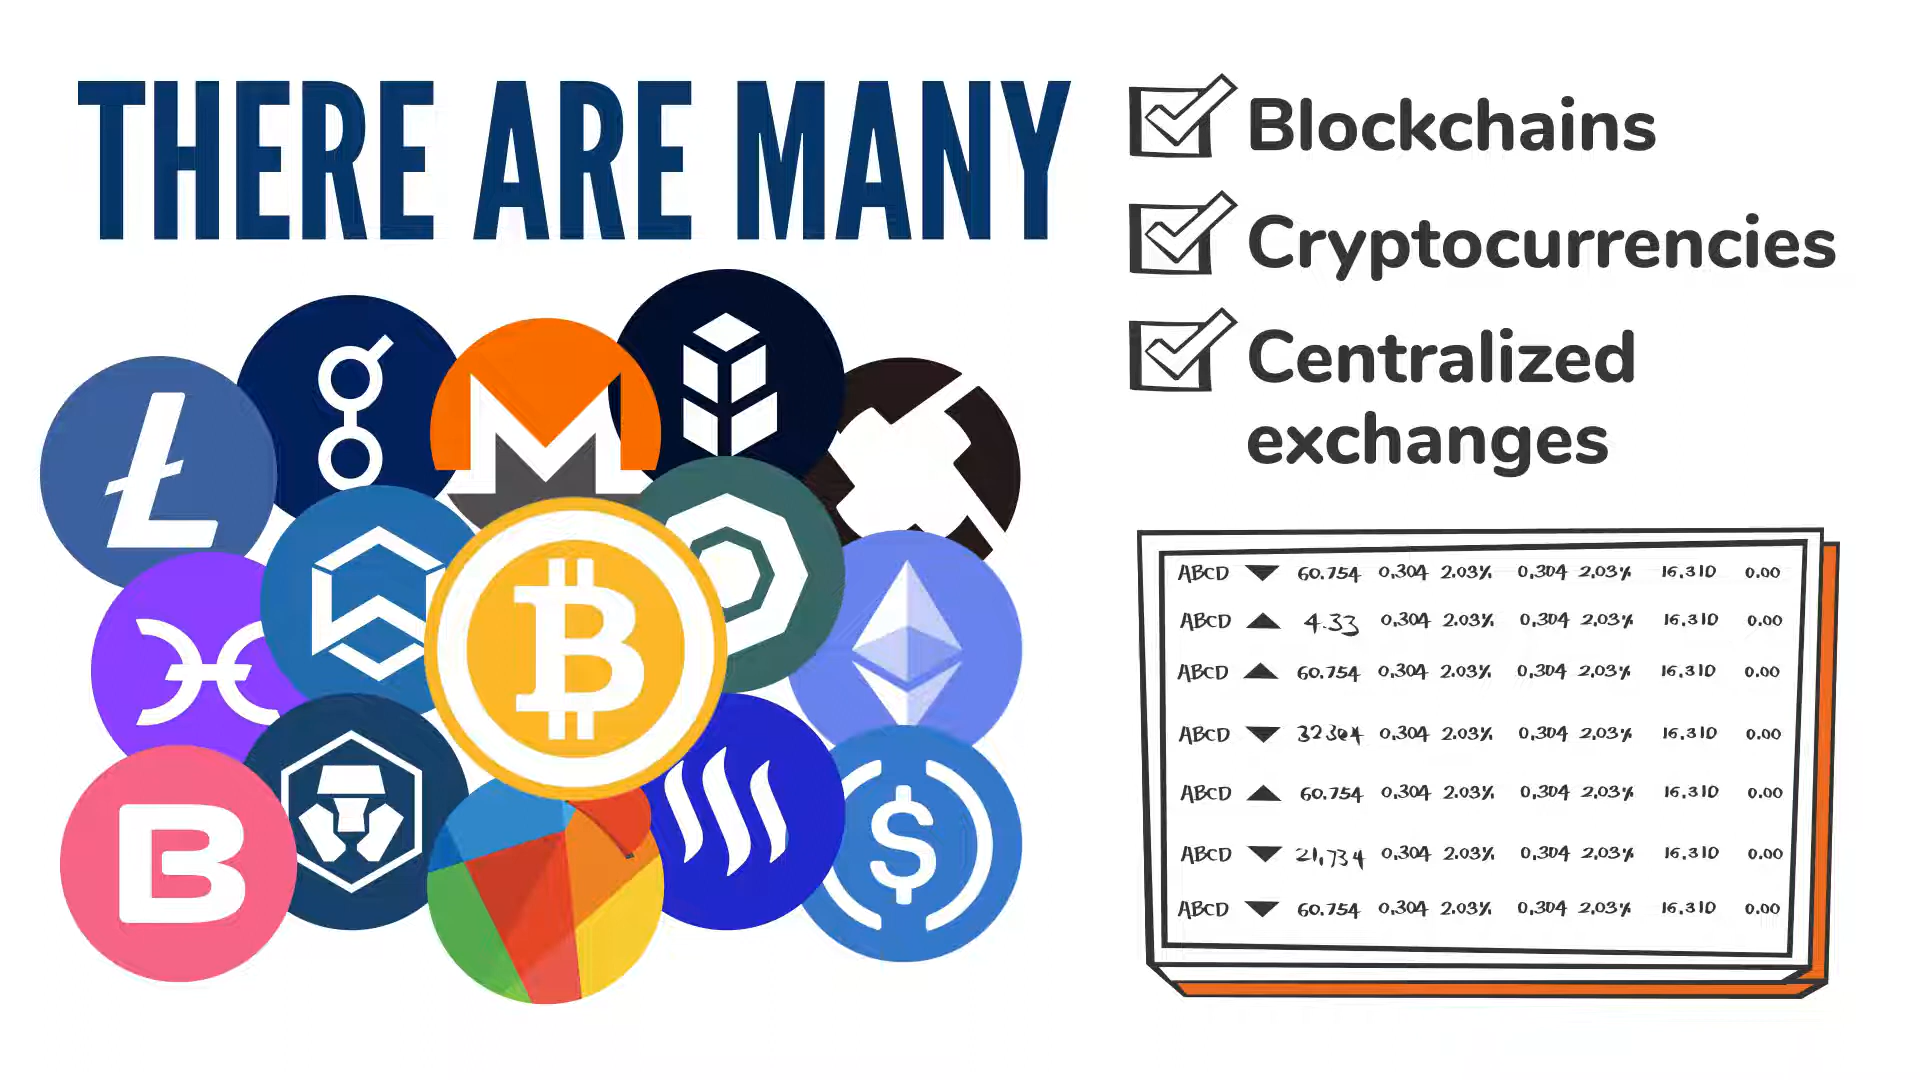 THERE ARE MANY
Blockchains
Cryptocurrencies
Centralized
exchanges
ABCD 60.754 0,304 2.03% 0,304 2,03% 16,310 0.00
ABCD 4.33 0,304 2.03% 0,304 2,03% 16,310 0.00
ABCD 60.754 0,304 2.03% 0,304 2,03% 16,310 0.00
ABCD 32304 0,304 2.03% 0,304 2,03% 16,310 0.00
ABCD 60.754 0,304 2.03% 0,304 2,03% 16,310 0.00
ABCD 21,734 0,304 2.03% 0,304 2,03% 16,310 0.00
ABCD 60.754 0,304 2.03% 0,304 2,03% 16,310 0.00